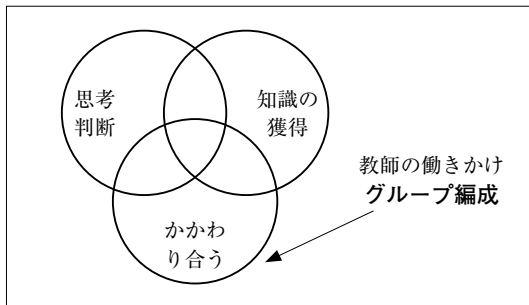 思考
判断
知識の
獲得
教師の働きかけ
グループ編成
かかわ
り合う